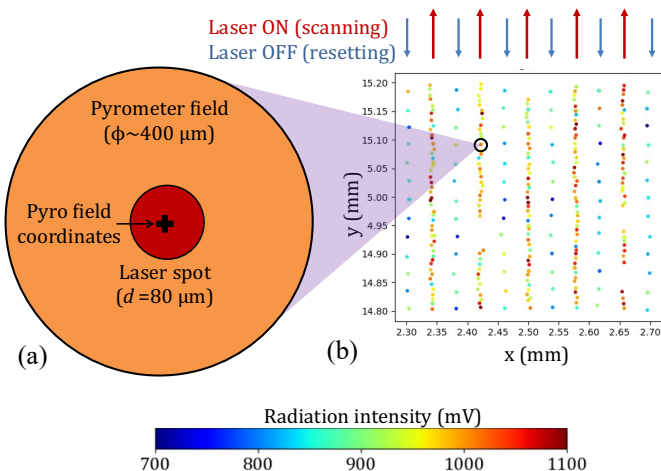 Laser ON (scanning)
Laser OFF (resetting)
Pyrometer field
(ϕ~400 µm)
Pyro field
coordinates
Laser spot
(d =80 µm)
(a)
(b)
y (mm)
15.20
15.15
15.10
15.05
15.00
14.95
14.90
14.85
14.80
2.30 2.35 2.40 2.45 2.50 2.55 2.60 2.65 2.70
x (mm)
Radiation intensity (mV)
700 800 900 1000 1100